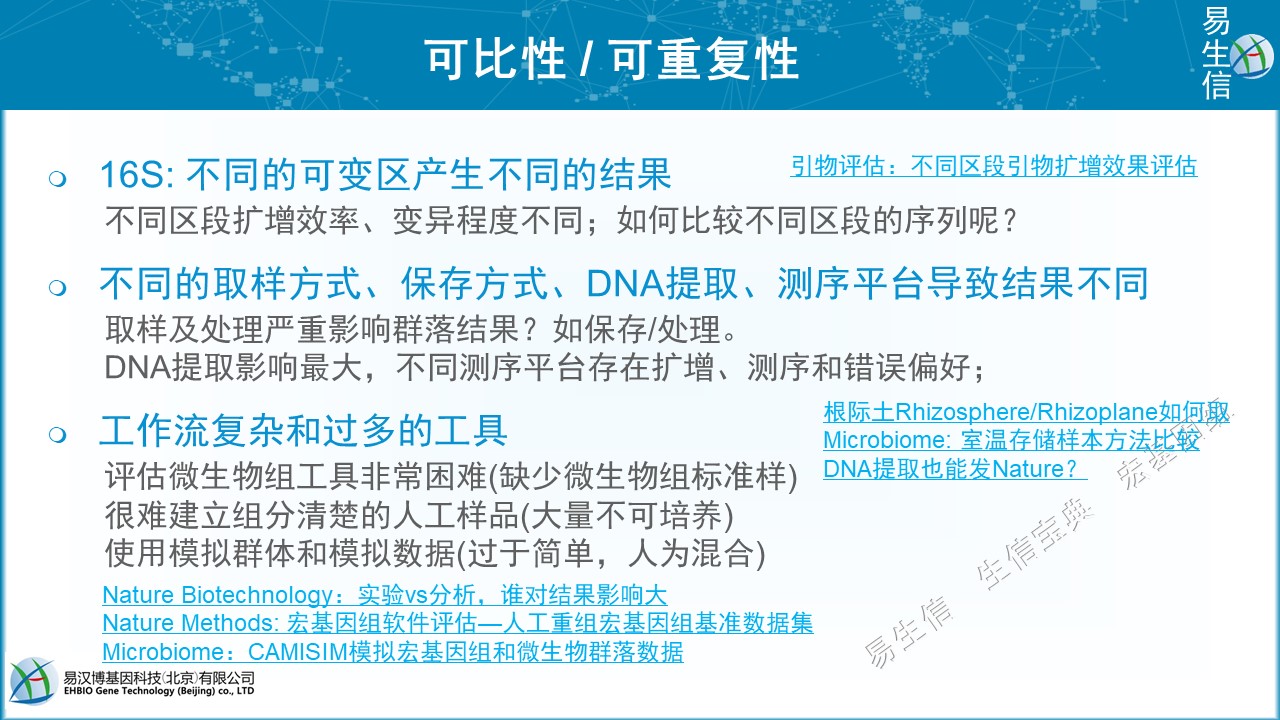 可比性 / 可重复性
易生信
16S: 不同的可变区产生不同的结果
引物评估：不同区段引物扩增效果评估
不同区段扩增效率、变异程度不同；如何比较不同区段的序列呢？
不同的取样方式、保存方式、DNA提取、测序平台导致结果不同
取样及处理严重影响群落结果？如保存/处理。
DNA提取影响最大，不同测序平台存在扩增、测序和错误偏好；
工作流复杂和过多的工具
根际土Rhizosphere/Rhizoplane如何取
Microbiome: 室温存储样本方法比较
DNA提取也能发Nature？
评估微生物组工具非常困难(缺少微生物组标准样)
很难建立组分清楚的人工样品(大量不可培养)
使用模拟群体和模拟数据(过于简单，人为混合)
Nature Biotechnology：实验vs分析，谁对结果影响大
Nature Methods: 宏基因组软件评估—人工重组宏基因组基准数据集
Microbiome：CAMISIM模拟宏基因组和微生物群落数据
易生信 生信宝典 宏基因组
易汉博基因科技(北京)有限公司
EHBIO Gene Technology (Beijing) co., LTD